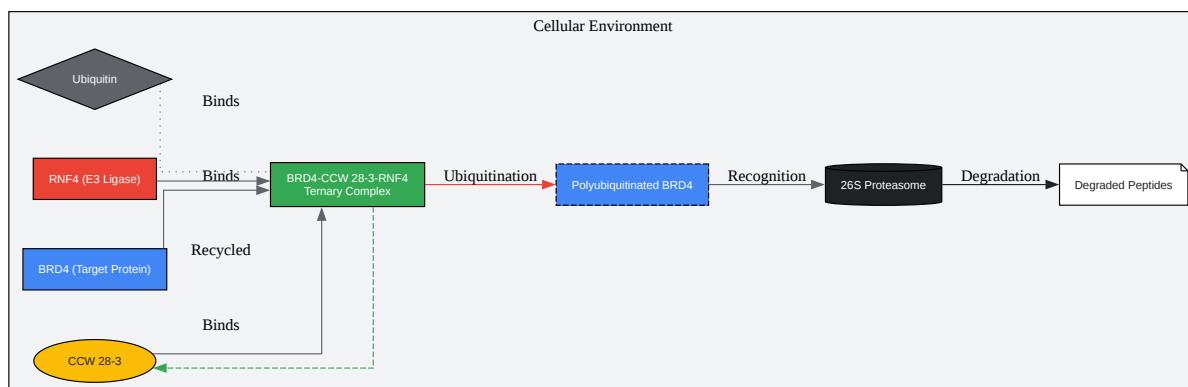 Cellular Environment
Ubiquitin
Binds
RNF4 (E3 Ligase)
Binds
BRD4-CCW 28-3-RNF4
Ternary Complex
Ubiquitination
Polyubiquitinated BRD4
Recognition
26S Proteasome
Degradation
Degraded Peptides
Recycled
BRD4 (Target Protein)
Binds
CCW 28-3